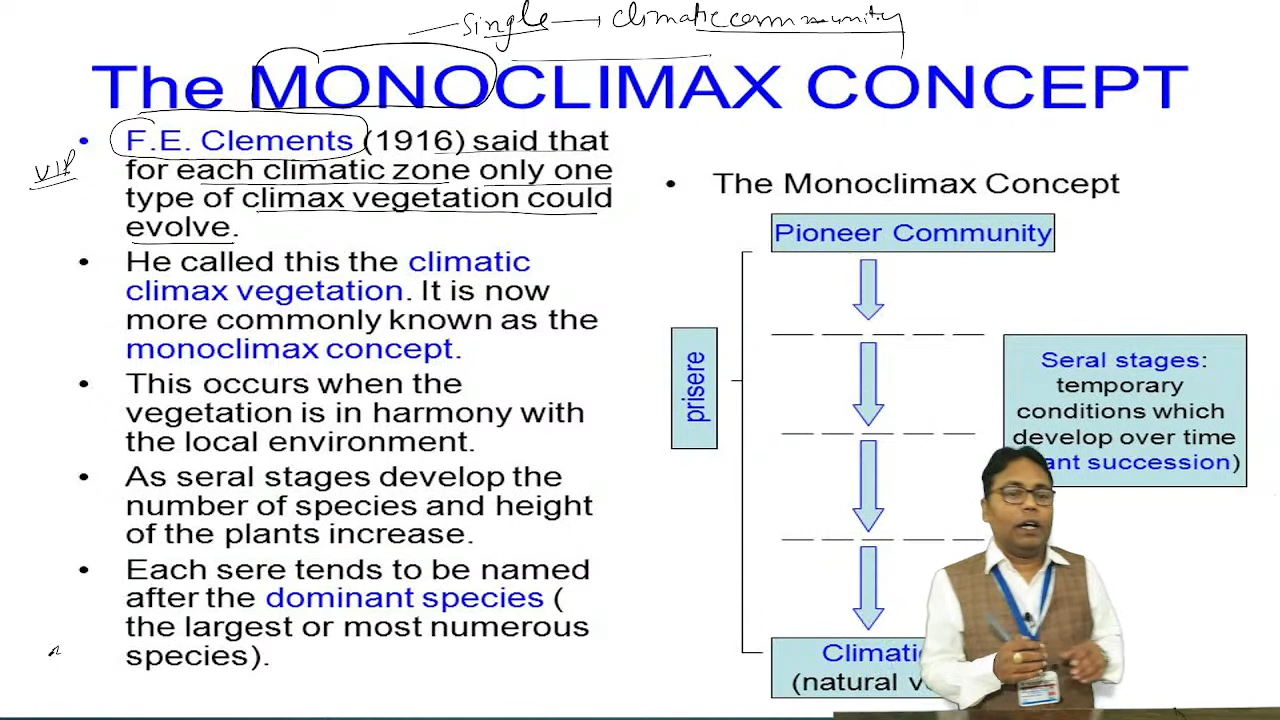 single → climatic community
The MONOCLIMAX CONCEPT
VIP
• F.E. Clements (1916) said that
for each climatic zone only one
type of climax vegetation could
evolve.
• He called this the climatic
climax vegetation. It is now
more commonly known as the
monoclimax concept.
• This occurs when the
vegetation is in harmony with
the local environment.
• As seral stages develop the
number of species and height
of the plants increase.
• Each sere tends to be named
after the dominant species (
the largest or most numerous
species).
• The Monoclimax Concept
Pioneer Community
prisere
Seral stages:
temporary
conditions which
develop over time
ant succession)
Climati
(natural v